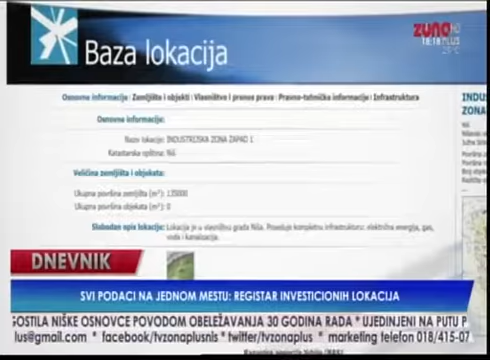 Baza lokacija
zona
PLUS
Osnovne informacije | Zemljište i objekti | Vlasništvo i prenos prava | Pravno-tehničke informacije | Infrastruktura
INDU
ZONA
Osnovne informacije:
Naziv lokacije: INDUSTRIJSKA ZONA ZAPAD 1
Katastarska opština: Niš
Veličina zemljišta i objekata:
Ukupna površina zemljišta (m²): 135000
Ukupna površina objekata (m²): 0
Slobodan opis lokacije: Lokacija je u vlasništvu grada Niša. Poseduje kompletnu infrastrukturu: električna energija, gas,
voda i kanalizacija.
DNEVNIK
SVI PODACI NA JEDNOM MESTU: REGISTAR INVESTICIONIH LOKACIJA
GOSTILA NIŠKE OSNOVCE POVODOM OBELEŽAVANJA 30 GODINA RADA * UJEDINJENI NA PUTU P
lus@gmail.com * facebook/tvzonaplusnis * twitter/tvzonaplus * marketing telefon 018/415-07